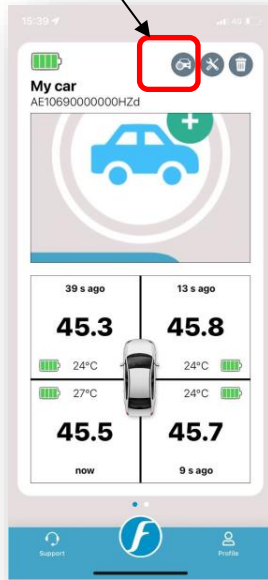 15:39
4G
My car
AE10690000000HZd
39 s ago
13 s ago
45.3
45.8
24°C
24°C
27°C
24°C
45.5
45.7
now
9 s ago
Support
f
Profile